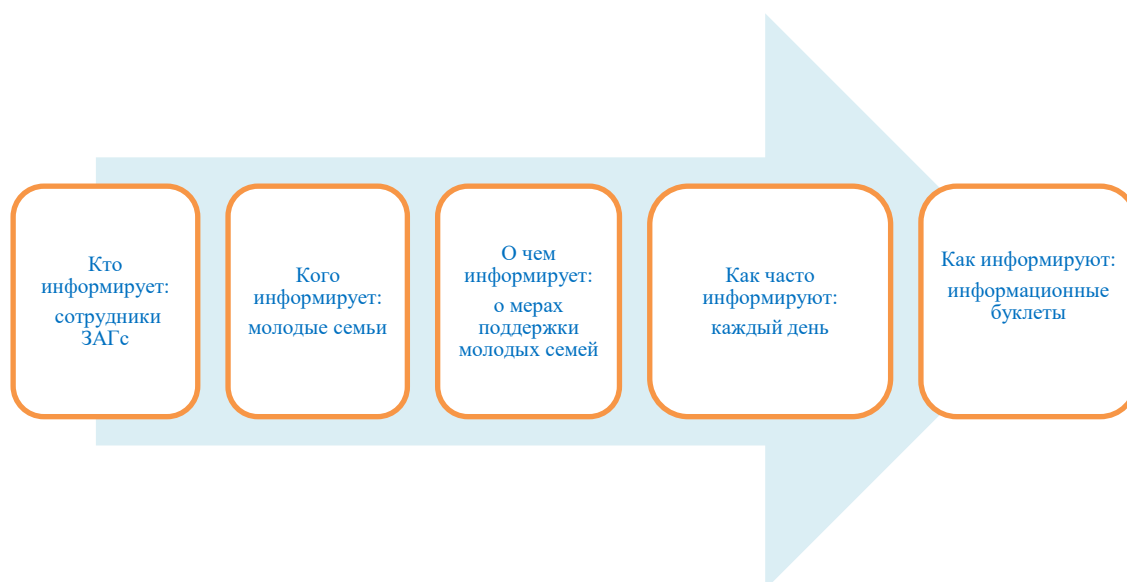 Кто
информирует:
сотрудники
ЗАГс
Кого
информирует:
молодые семьи
О чем
информирует:
о мерах
поддержки
молодых семей
Как часто
информируют:
каждый день
Как информируют:
информационные
буклеты